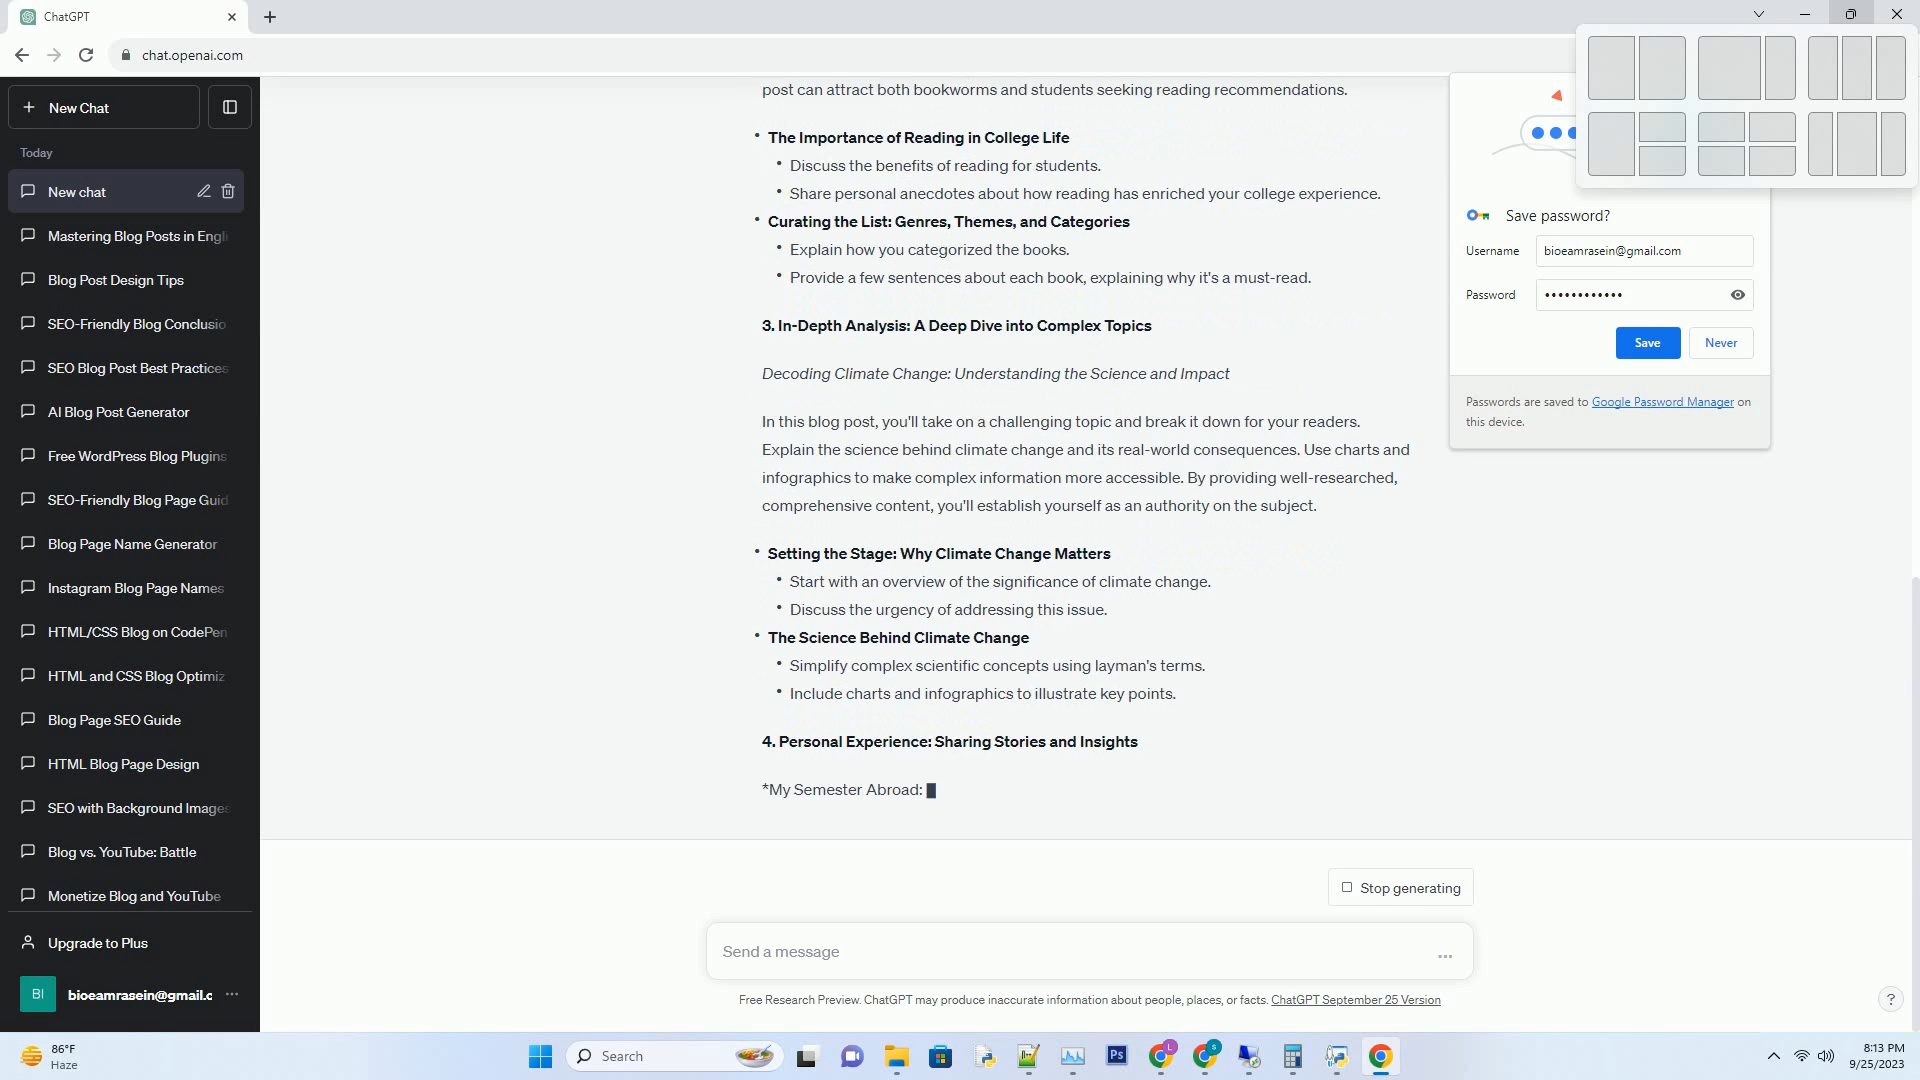 ChatGPT
chat.openai.com
New Chat
Today
New chat
Mastering Blog Posts in Engli
Blog Post Design Tips
SEO-Friendly Blog Conclusio
SEO Blog Post Best Practices
AI Blog Post Generator
Free WordPress Blog Plugins
SEO-Friendly Blog Page Guid
Blog Page Name Generator
Instagram Blog Page Names
HTML/CSS Blog on CodePen
HTML and CSS Blog Optimiz
Blog Page SEO Guide
HTML Blog Page Design
SEO with Background Images
Blog vs. YouTube: Battle
Monetize Blog and YouTube
Upgrade to Plus
BI
bioeamrasein@gmail.c
post can attract both bookworms and students seeking reading recommendations.
• The Importance of Reading in College Life
• Discuss the benefits of reading for students.
• Share personal anecdotes about how reading has enriched your college experience.
• Curating the List: Genres, Themes, and Categories
• Explain how you categorized the books.
• Provide a few sentences about each book, explaining why it's a must-read.
3. In-Depth Analysis: A Deep Dive into Complex Topics
Decoding Climate Change: Understanding the Science and Impact
In this blog post, you'll take on a challenging topic and break it down for your readers.
Explain the science behind climate change and its real-world consequences. Use charts and
infographics to make complex information more accessible. By providing well-researched,
comprehensive content, you'll establish yourself as an authority on the subject.
• Setting the Stage: Why Climate Change Matters
• Start with an overview of the significance of climate change.
• Discuss the urgency of addressing this issue.
• The Science Behind Climate Change
• Simplify complex scientific concepts using layman's terms.
• Include charts and infographics to illustrate key points.
4. Personal Experience: Sharing Stories and Insights
*My Semester Abroad:
Stop generating
Send a message
Free Research Preview. ChatGPT may produce inaccurate information about people, places, or facts. ChatGPT September 25 Version
?
Save password?
Username bioeamrasein@gmail.com
Password ••••••••••••
Save
Never
Passwords are saved to Google Password Manager on
this device.
86°F
Haze
Search
Ps
L
S
8:13 PM
9/25/2023